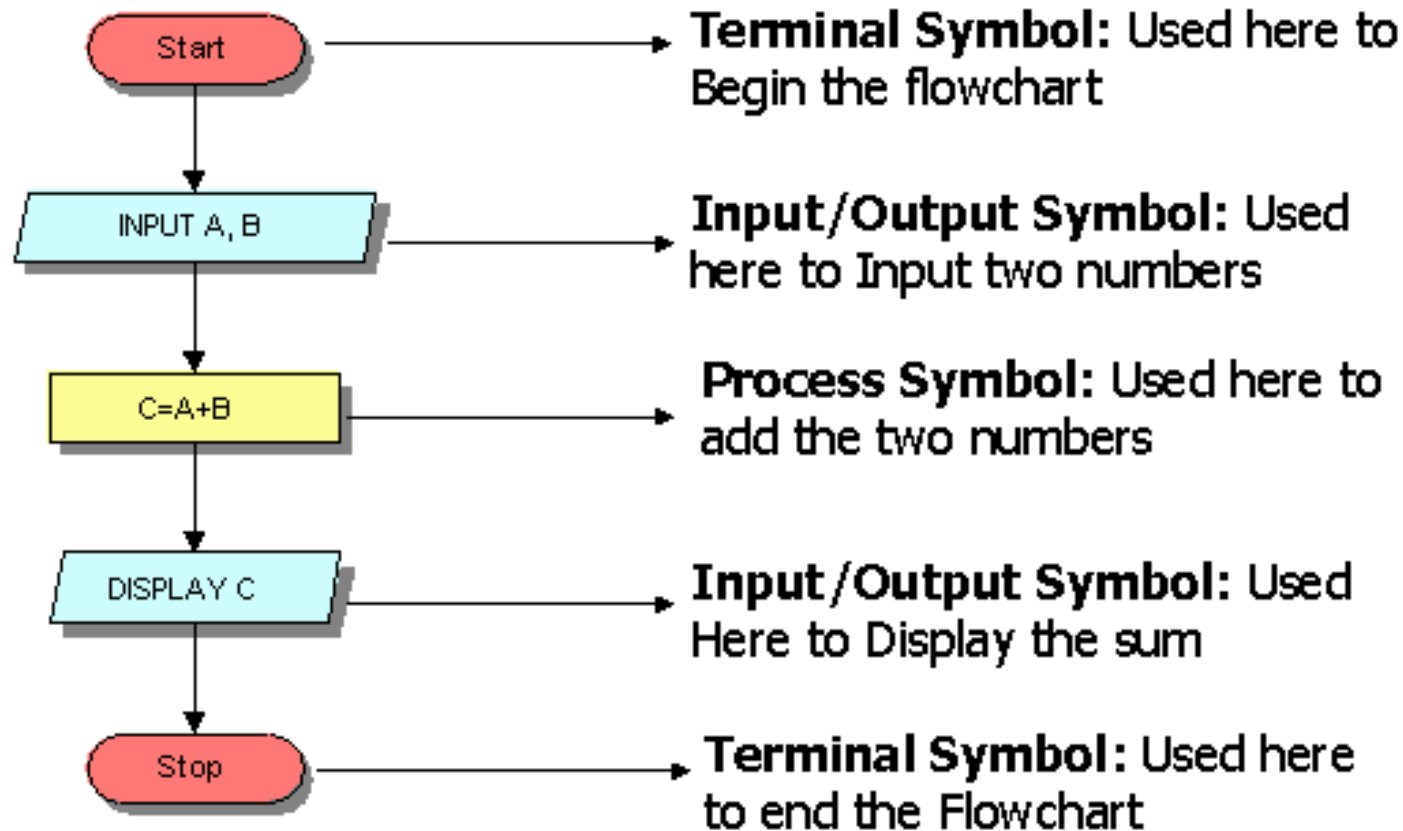 Start
Terminal Symbol: Used here to
Begin the flowchart
INPUT A, B
Input/Output Symbol: Used
here to Input two numbers
C=A+B
Process Symbol: Used here to
add the two numbers
DISPLAY C
Input/Output Symbol: Used
Here to Display the sum
Stop
Terminal Symbol: Used here
to end the Flowchart